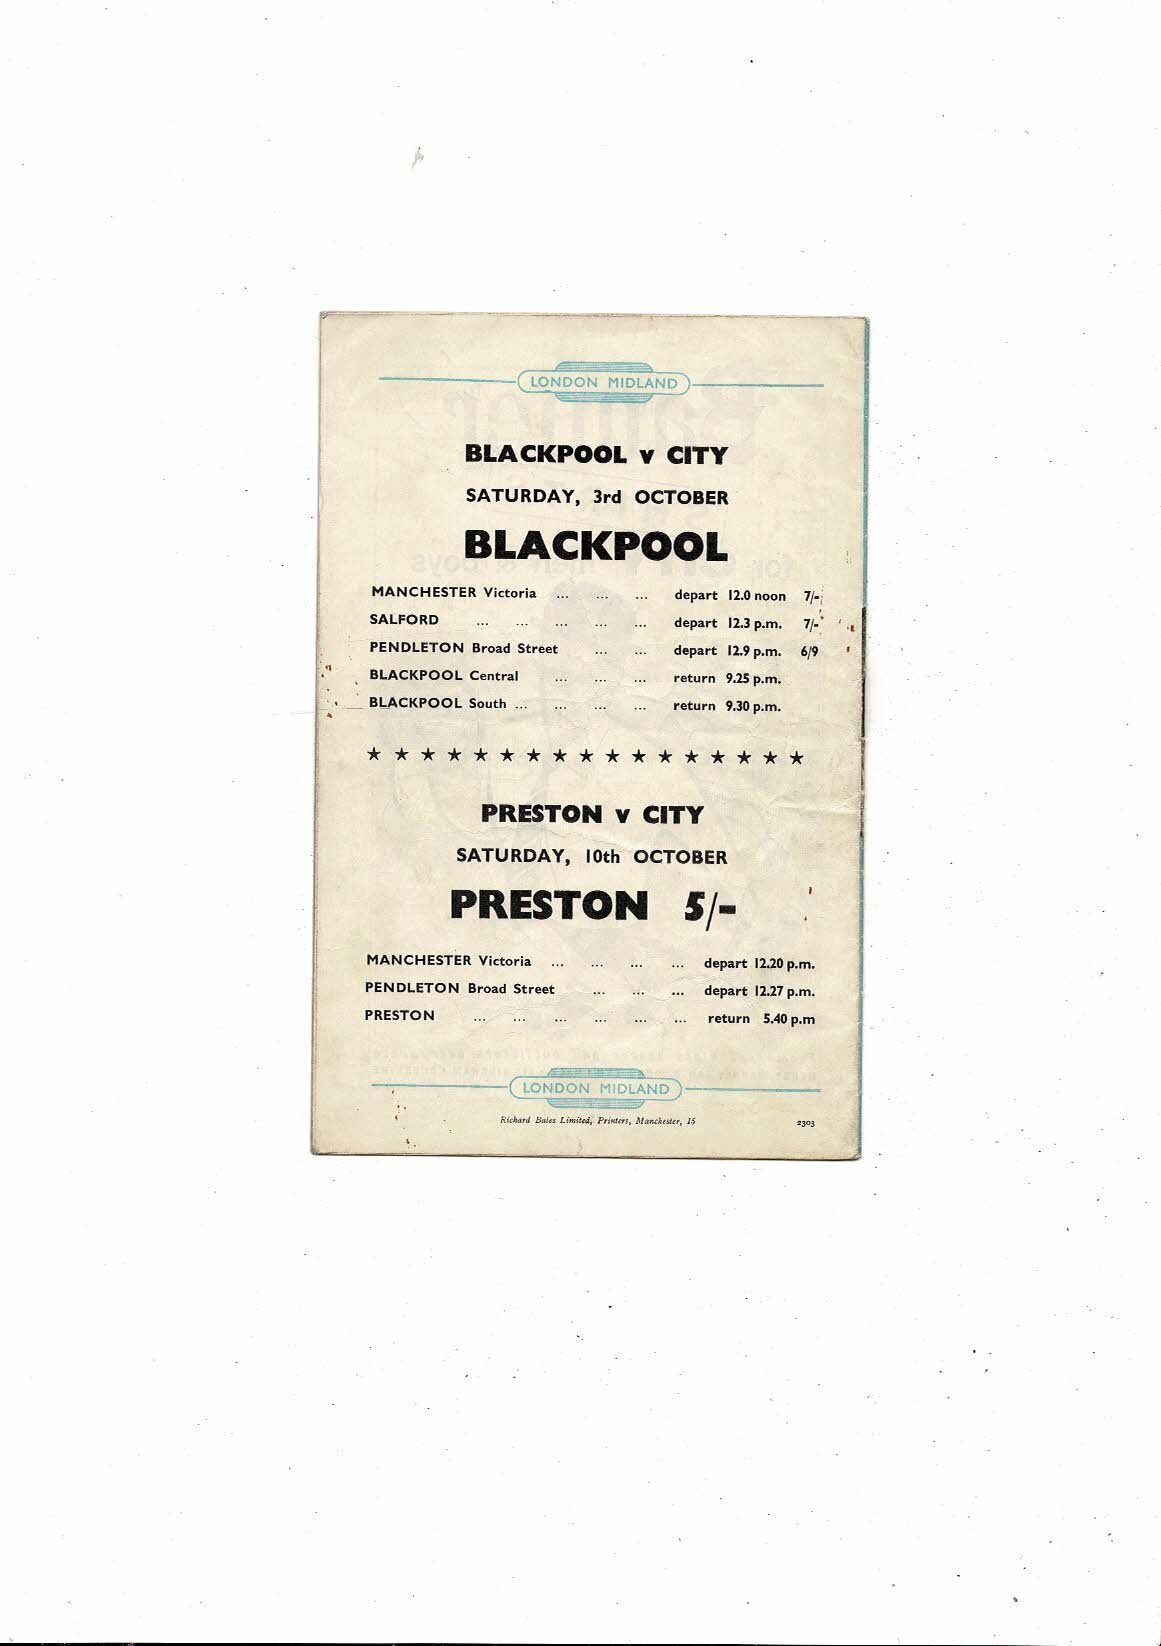 LONDON MIDLAND
BLACKPOOL v CITY
SATURDAY, 3rd OCTOBER
BLACKPOOL
MANCHESTER Victoria ... ... ... depart 12.0 noon 7/-
SALFORD ... ... ... ... ... depart 12.3 p.m. 7/-
PENDLETON Broad Street ... ... depart 12.9 p.m. 6/9
BLACKPOOL Central ... ... ... return 9.25 p.m.
BLACKPOOL South ... ... ... ... return 9.30 p.m.
★ ★ ★ ★ ★ ★ ★ ★ ★ ★ ★ ★ ★ ★ ★ ★ ★
PRESTON v CITY
SATURDAY, 10th OCTOBER
PRESTON 5/-
MANCHESTER Victoria ... ... ... ... depart 12.20 p.m.
PENDLETON Broad Street ... ... ... depart 12.27 p.m.
PRESTON ... ... ... ... ... ... return 5.40 p.m
LONDON MIDLAND
Richard Bates Limited, Printers, Manchester, 15 2303